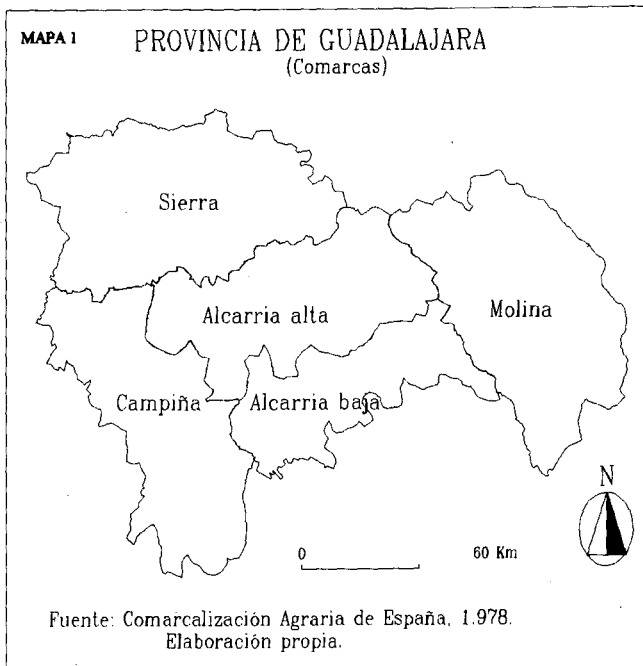 MAPA 1
PROVINCIA DE GUADALAJARA
(Comarcas)
Sierra
Alcarria alta
Molina
Campiña
Alcarria baja
N
0 60 Km
Fuente: Comarcalización Agraria de España, 1.978.
Elaboración propia.